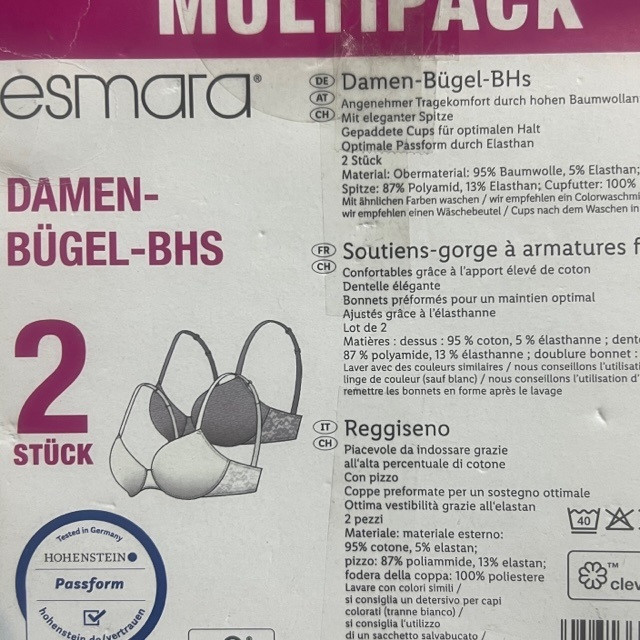 MULTIPACK
esmara®
DAMEN-
BÜGEL-BHS
2
STÜCK
Tested in Germany
HOHENSTEIN
Passform
hohenstein.de/verify
DE Damen-Bügel-BHs
AT Angenehmer Tragekomfort durch hohen
CH Mit eleganter Spitze
Gepaddete Cups für optimalen Halt
Optimale Passform durch Elasthan
2 Stück
Material: Obermaterial: 95% Baumwolle, 5% Elasthan;
Spitze: 87% Polyamid, 13% Elasthan; Cupfutter: 100%
Mit ähnlichen Farben waschen / wir empfehlen ein
wir empfehlen einen Wäschebeutel / Cups nach dem Waschen in
FR Soutiens-gorge à armatures
CH Confortables grâce à l'apport élevé de coton
Dentelle élégante
Bonnets préformés pour un maintien optimal
Ajustés grâce à l'élasthanne
Lot de 2
Matières : dessus : 95 % coton, 5 % élasthanne ;
87 % polyamide, 13 % élasthanne ; doublure bonnet :
Laver avec des couleurs similaires / nous conseillons
linge de couleur (sauf blanc) / nous conseillons l'utilisation
remettre les bonnets en forme après le lavage
IT Reggiseno
CH Piacevole da indossare grazie
all'alta percentuale di cotone
Con pizzo
Coppe preformate per un sostegno ottimale
Ottima vestibilità grazie all'elastan
2 pezzi
Materiale: materiale esterno:
95% cotone, 5% elastan;
pizzo: 87% poliammide, 13% elastan;
fodera della coppa: 100% poliestere
Lavare con colori simili /
si consiglia un detersivo per capi
colorati (tranne bianco) /
si consiglia l'utilizzo
di un sacchetto salvabucato /
40
TM
clev